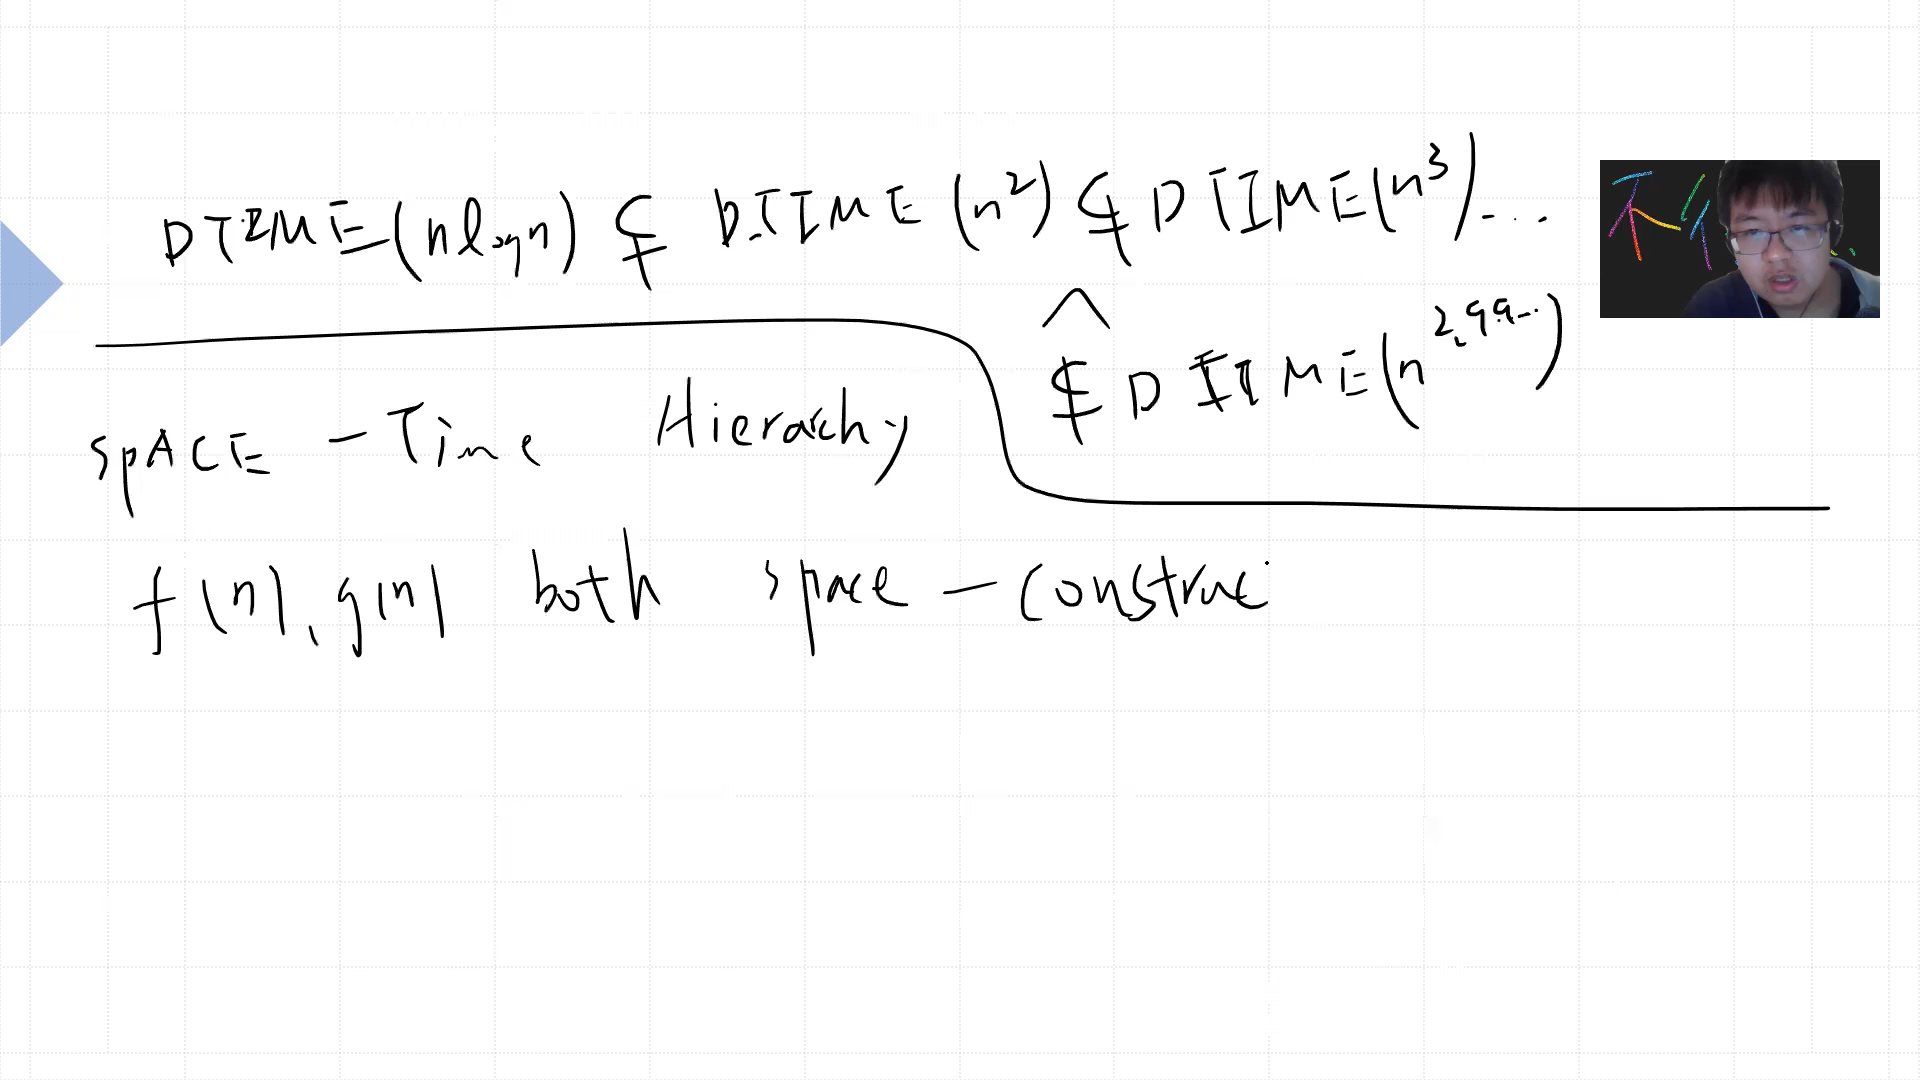 DTIME(nlogn) ⊊ DTIME(n²) ⊊ DTIME(n³)...
⊊ DTIME(n^2.99...)
SPACE - Time Hierarchy
f(n), g(n) both space - construc